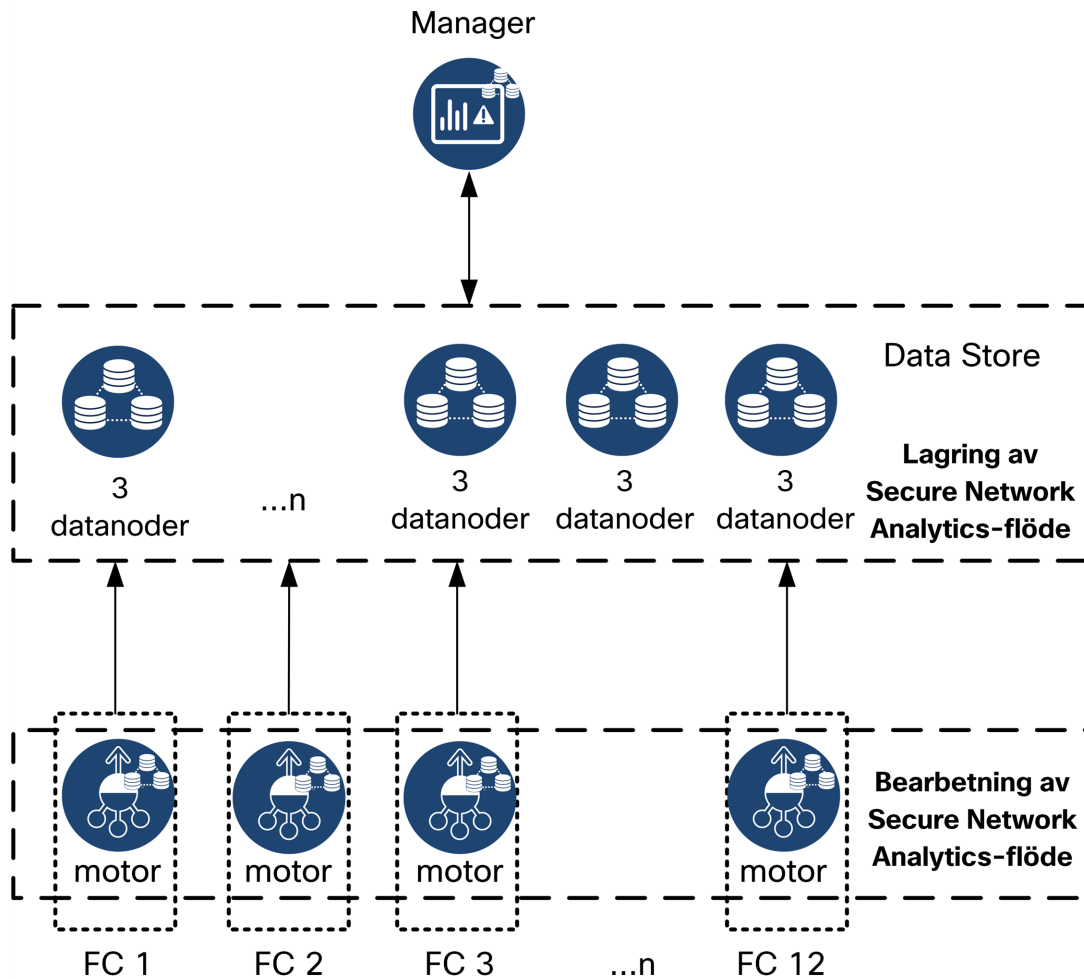 Manager
Data Store
3
datanoder
...n
3
datanoder
3
datanoder
3
datanoder
Lagring av
Secure Network
Analytics-flöde
motor
motor
motor
motor
Bearbetning av
Secure Network
Analytics-flöde
FC 1
FC 2
FC 3
...n
FC 12